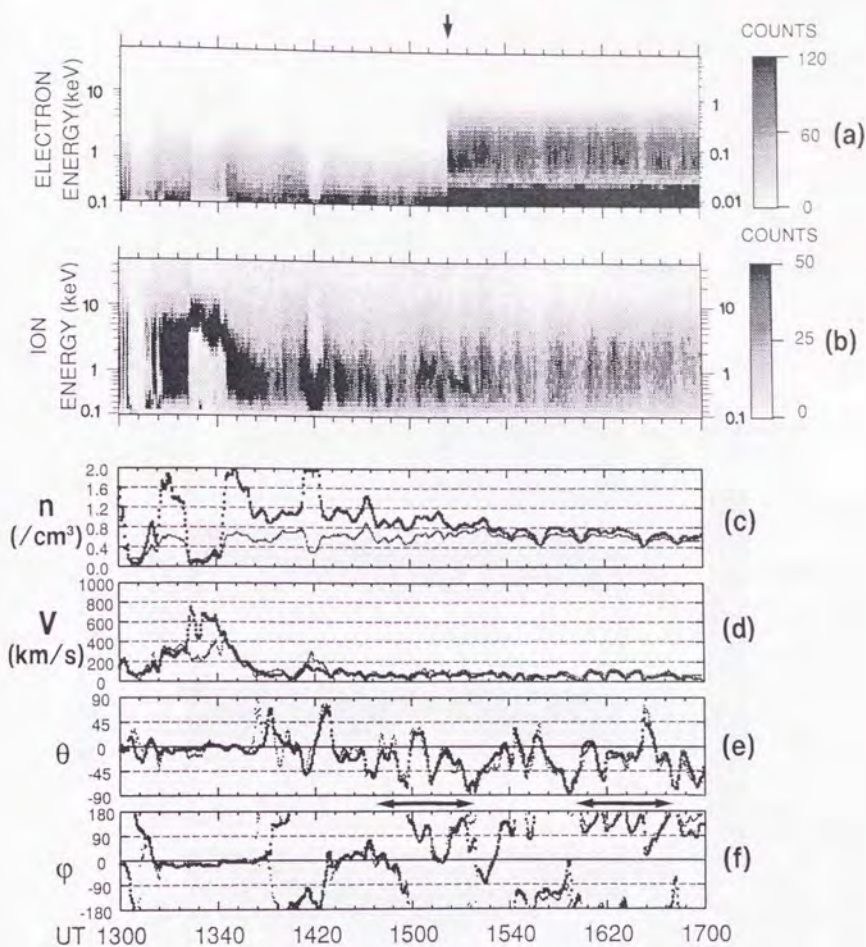 COUNTS
120
60
0
ELECTRON
ENERGY(keV)
10
1
0.1
1
0.1
0.01
(a)
COUNTS
50
25
0
ION
ENERGY (keV)
10
1
0.1
10
1
0.1
(b)
n
(/cm³)
2.0
1.6
1.2
0.8
0.4
0.0
(c)
V
(km/s)
1000
800
600
400
200
0
(d)
θ
90
45
0
-45
-90
(e)
φ
180
90
0
-90
-180
(f)
UT 1300 1340 1420 1500 1540 1620 1700